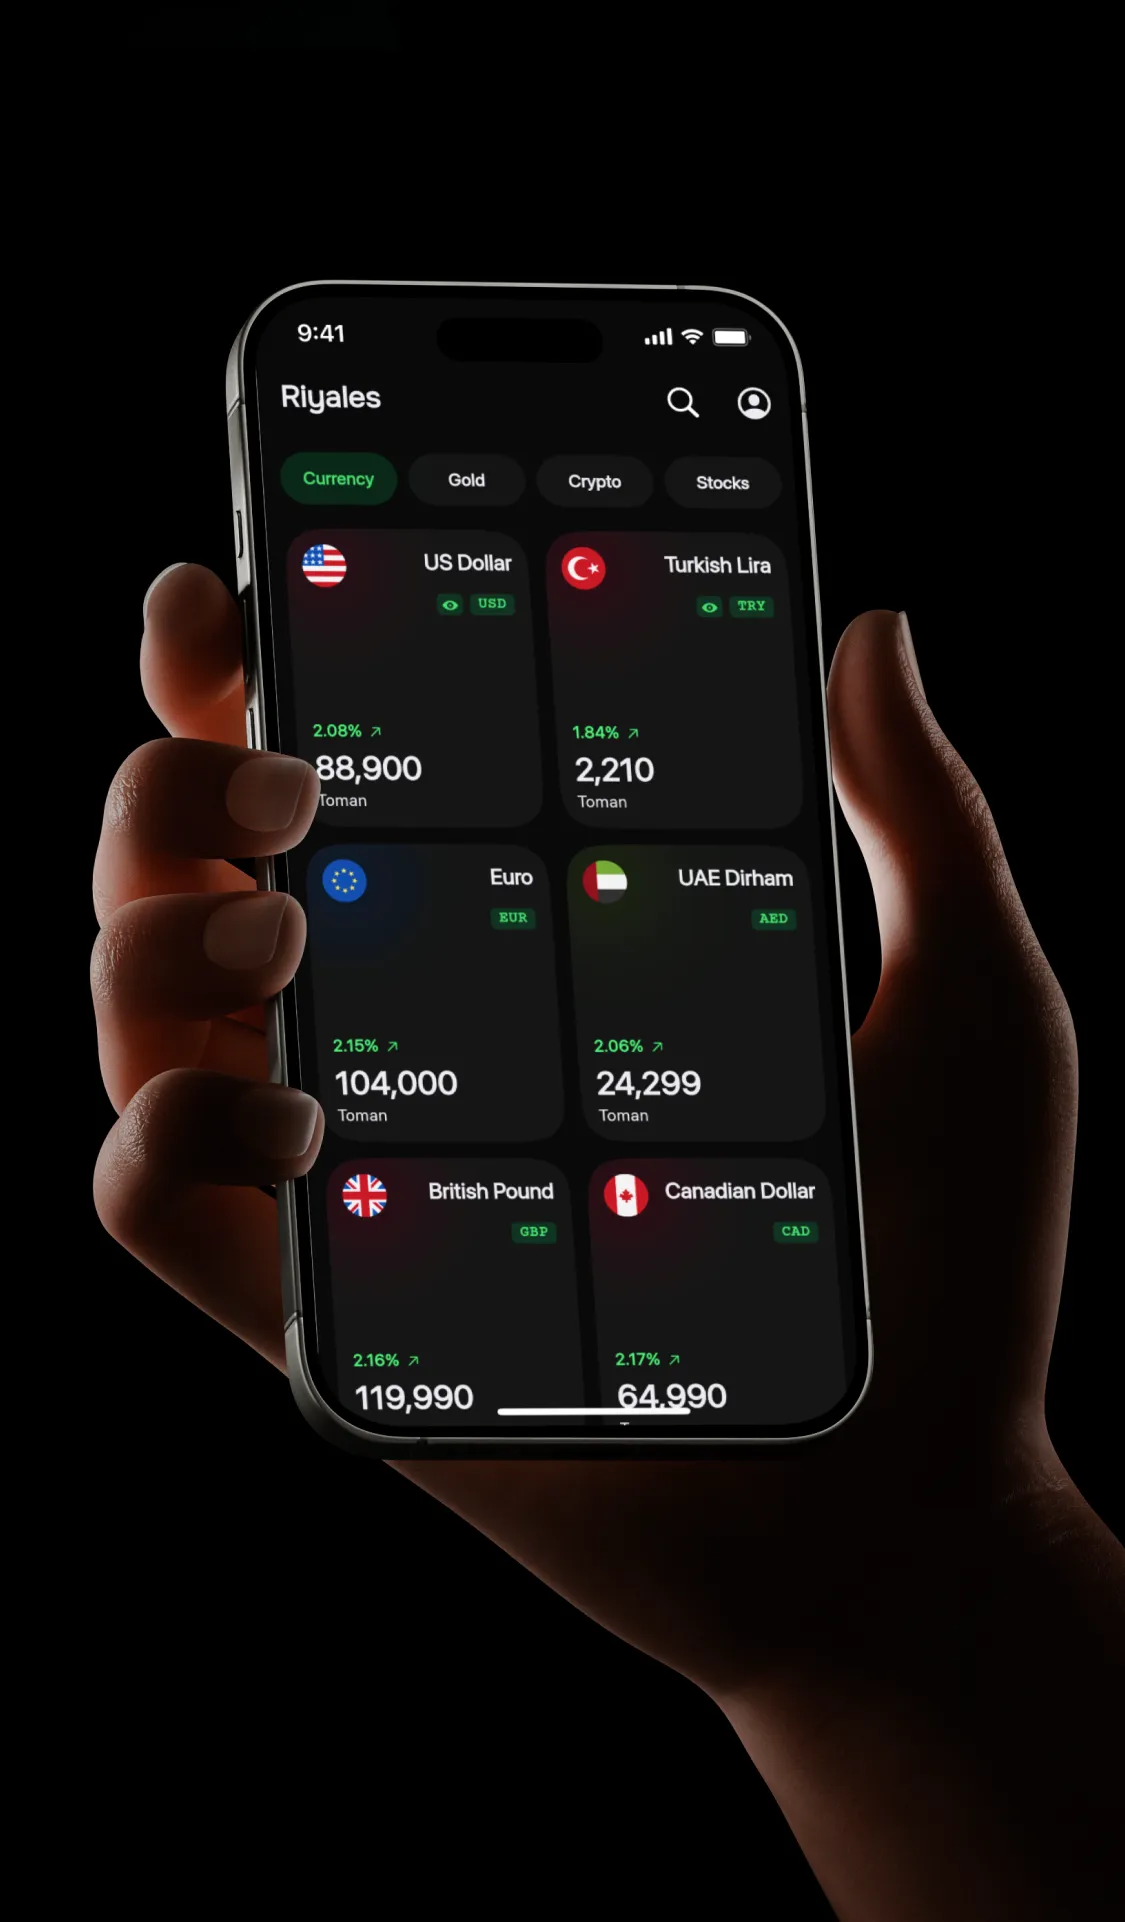 9:41
Riyales
Currency Gold Crypto Stocks
US Dollar
USD
2.08%
88,900
Toman
Turkish Lira
TRY
1.84%
2,210
Toman
Euro
EUR
2.15%
104,000
Toman
UAE Dirham
AED
2.06%
24,299
Toman
British Pound
GBP
2.16%
119,990
Canadian Dollar
CAD
2.17%
64,990